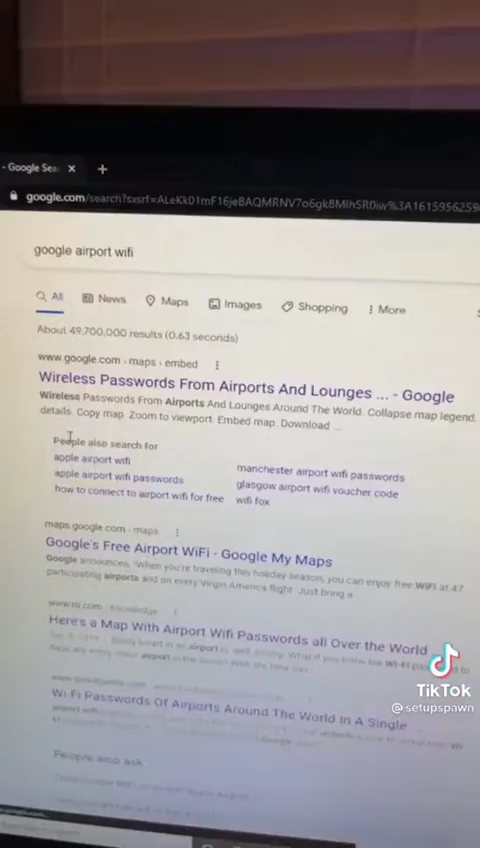 - Google Sea
google.com/search?sxsrf=ALeKk01mF16jeBAQMRNV7o6gk8MlhSR0iw%3A1615956259
google airport wifi
All News Maps Images Shopping More
About 49,700,000 results (0.63 seconds)
www.google.com › maps › embed
Wireless Passwords From Airports And Lounges ... - Google
Wireless Passwords From Airports And Lounges Around The World. Collapse map legend.
details. Copy map. Zoom to viewport. Embed map. Download ...
People also search for
apple airport wifi
manchester airport wifi passwords
apple airport wifi passwords
glasgow airport wifi voucher code
how to connect to airport wifi for free
wifi fox
maps.google.com › maps
Google's Free Airport WiFi - Google My Maps
Google announces, "When you're traveling this holiday season, you can enjoy free WiFi at 47
participating airports and on every Virgin America flight. Just bring a
Here's a Map With Airport Wifi Passwords all Over the World
Wi Fi Passwords Of Airports Around The World In A Single
People also ask
TikTok
@setupspawn